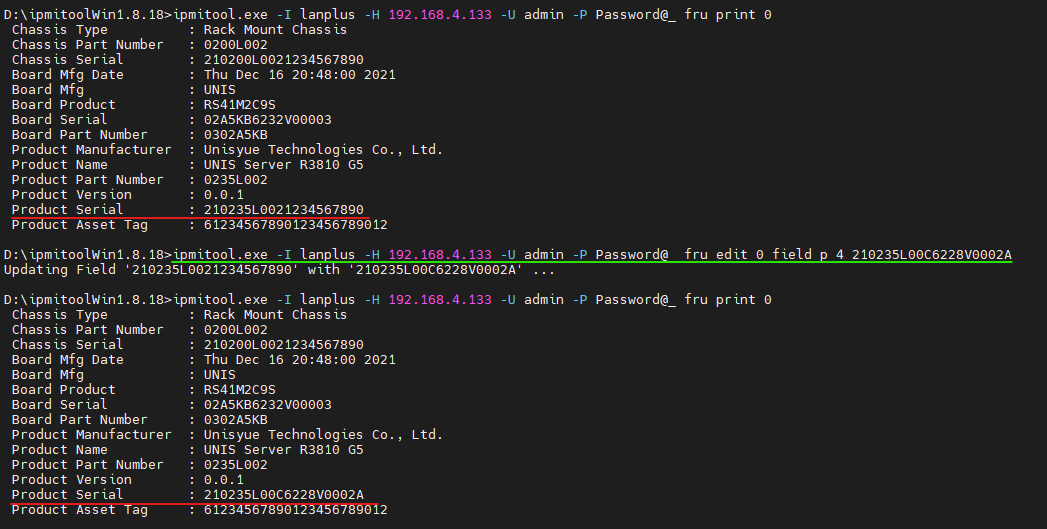 D:\ipmitoolWin1.8.18>ipmitool.exe -I lanplus -H 192.168.4.133 -U admin -P Password@_ fru print 0
Chassis Type : Rack Mount Chassis
Chassis Part Number : 0200L002
Chassis Serial : 210200L0021234567890
Board Mfg Date : Thu Dec 16 20:48:00 2021
Board Mfg : UNIS
Board Product : RS41M2C9S
Board Serial : 02A5KB6232V00003
Board Part Number : 0302A5KB
Product Manufacturer : Unisyue Technologies Co., Ltd.
Product Name : UNIS Server R3810 G5
Product Part Number : 0235L002
Product Version : 0.0.1
Product Serial : 210235L0021234567890
Product Asset Tag : 61234567890123456789012
D:\ipmitoolWin1.8.18>ipmitool.exe -I lanplus -H 192.168.4.133 -U admin -P Password@_ fru edit 0 field p 4 210235L00C6228V0002A
Updating Field '210235L0021234567890' with '210235L00C6228V0002A' ...
D:\ipmitoolWin1.8.18>ipmitool.exe -I lanplus -H 192.168.4.133 -U admin -P Password@_ fru print 0
Chassis Type : Rack Mount Chassis
Chassis Part Number : 0200L002
Chassis Serial : 210200L0021234567890
Board Mfg Date : Thu Dec 16 20:48:00 2021
Board Mfg : UNIS
Board Product : RS41M2C9S
Board Serial : 02A5KB6232V00003
Board Part Number : 0302A5KB
Product Manufacturer : Unisyue Technologies Co., Ltd.
Product Name : UNIS Server R3810 G5
Product Part Number : 0235L002
Product Version : 0.0.1
Product Serial : 210235L00C6228V0002A
Product Asset Tag : 61234567890123456789012